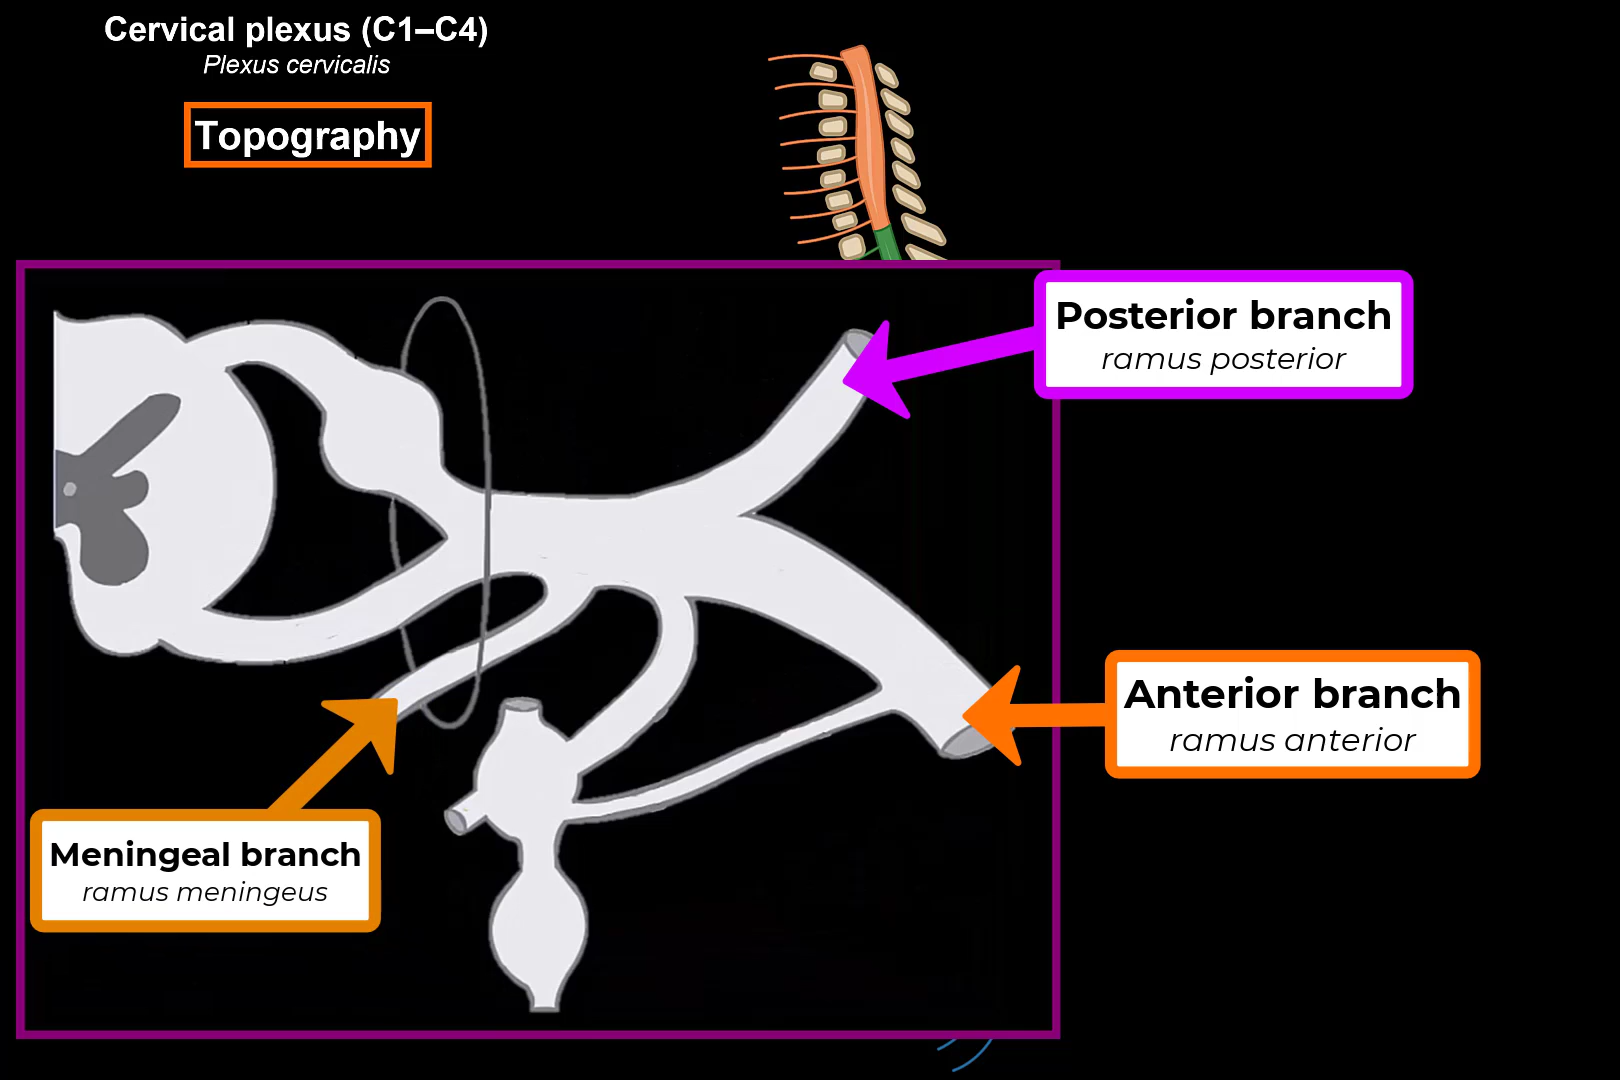 Cervical plexus (C1–C4)
Plexus cervicalis
Topography
Posterior branch
ramus posterior
Anterior branch
ramus anterior
Meningeal branch
ramus meningeus